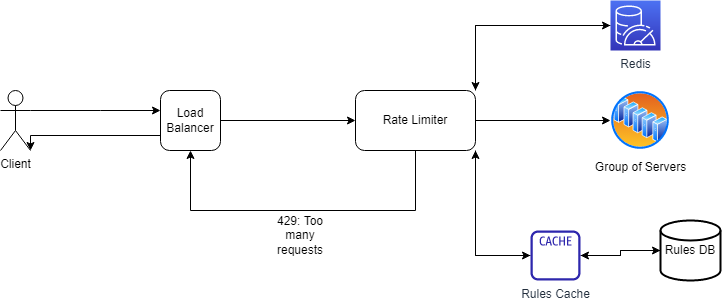 Redis
Load
Balancer
Rate Limiter
Client
Group of Servers
429: Too
many
requests
CACHE
Rules DB
Rules Cache